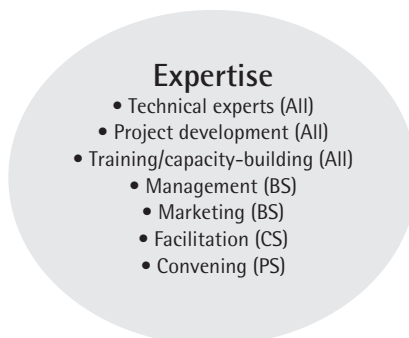 Expertise
• Technical experts (All)
• Project development (All)
• Training/capacity-building (All)
• Management (BS)
• Marketing (BS)
• Facilitation (CS)
• Convening (PS)